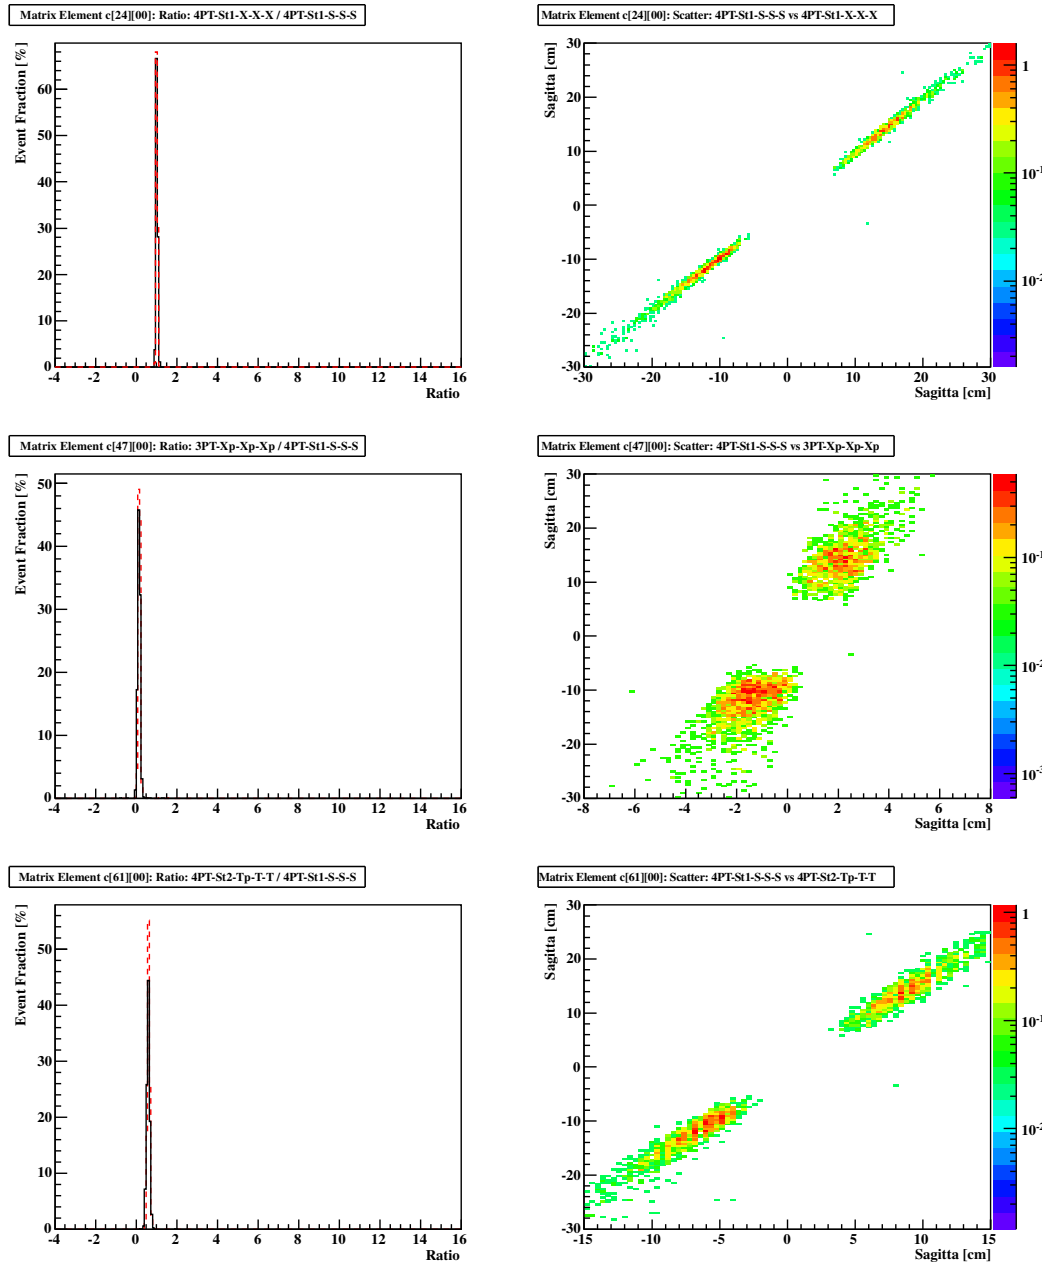 Matrix Element c[24][00]: Ratio: 4PT-St1-X-X-X / 4PT-St1-S-S-S
Event Fraction [%]
60
50
40
30
20
10
0
-4 -2 0 2 4 6 8 10 12 14 16
Ratio
Matrix Element c[24][00]: Scatter: 4PT-St1-S-S-S vs 4PT-St1-X-X-X
Sagitta [cm]
30
20
10
0
-10
-20
-30
-30 -20 -10 0 10 20 30
Sagitta [cm]
1
10-1
10-2
Matrix Element c[47][00]: Ratio: 3PT-Xp-Xp-Xp / 4PT-St1-S-S-S
Event Fraction [%]
50
40
30
20
10
0
-4 -2 0 2 4 6 8 10 12 14 16
Ratio
Matrix Element c[47][00]: Scatter: 4PT-St1-S-S-S vs 3PT-Xp-Xp-Xp
Sagitta [cm]
30
20
10
0
-10
-20
-30
-8 -6 -4 -2 0 2 4 6 8
Sagitta [cm]
10-1
10-2
10-3
Matrix Element c[61][00]: Ratio: 4PT-St2-Tp-T-T / 4PT-St1-S-S-S
Event Fraction [%]
50
40
30
20
10
0
-4 -2 0 2 4 6 8 10 12 14 16
Ratio
Matrix Element c[61][00]: Scatter: 4PT-St1-S-S-S vs 4PT-St2-Tp-T-T
Sagitta [cm]
30
20
10
0
-10
-20
-30
-15 -10 -5 0 5 10 15
Sagitta [cm]
1
10-1
10-2